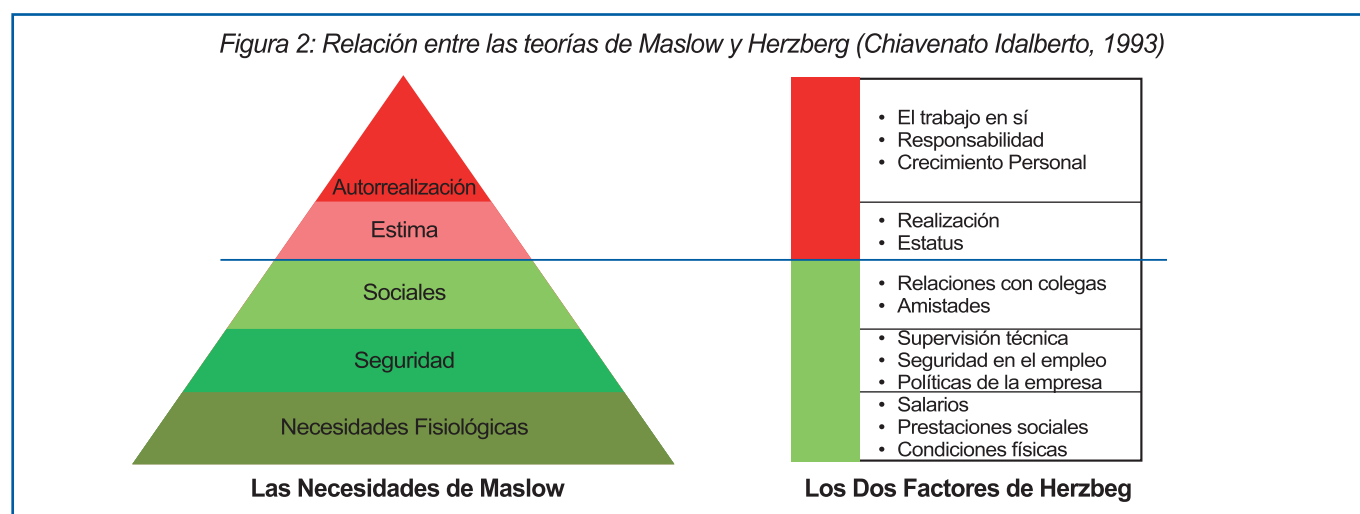 Figura 2: Relación entre las teorías de Maslow y Herzberg (Chiavenato Idalberto, 1993)
Autorrealización
Estima
Sociales
Seguridad
Necesidades Fisiológicas
Las Necesidades de Maslow
• El trabajo en sí
• Responsabilidad
• Crecimiento Personal
• Realización
• Estatus
• Relaciones con colegas
• Amistades
• Supervisión técnica
• Seguridad en el empleo
• Políticas de la empresa
• Salarios
• Prestaciones sociales
• Condiciones físicas
Los Dos Factores de Herzbeg